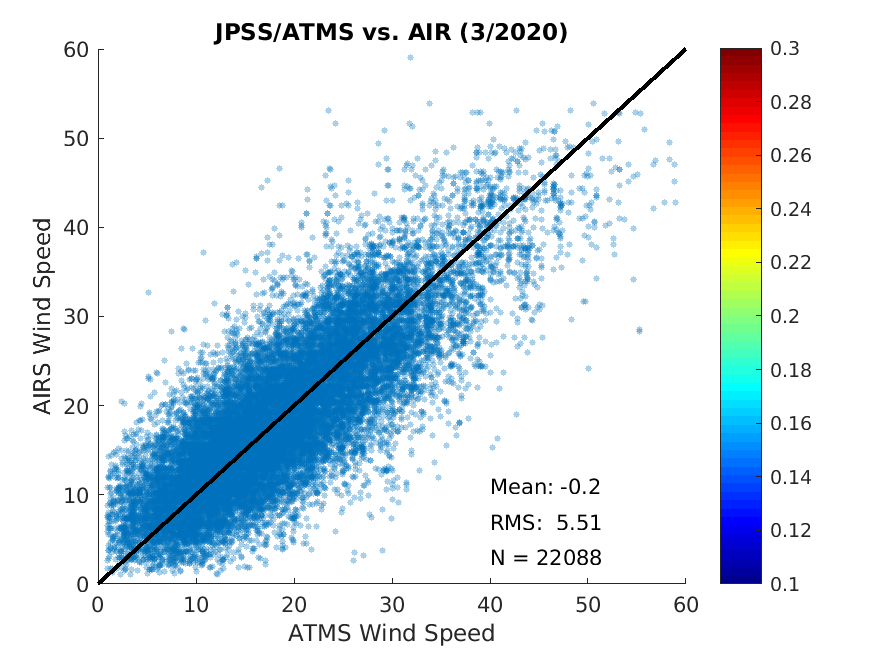 JPSS/ATMS vs. AIR (3/2020)
60
50
40
30
20
10
0
AIRS Wind Speed
0 10 20 30 40 50 60
ATMS Wind Speed
Mean: -0.2
RMS: 5.51
N = 22088
0.3
0.28
0.26
0.24
0.22
0.2
0.18
0.16
0.14
0.12
0.1